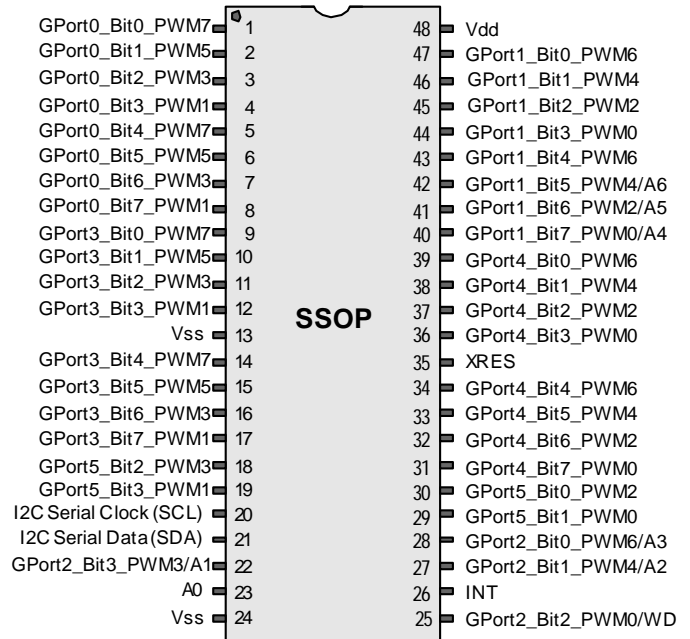 GPort0_Bit0_PWM7 1 48 Vdd
GPort0_Bit1_PWM5 2 47 GPort1_Bit0_PWM6
GPort0_Bit2_PWM3 3 46 GPort1_Bit1_PWM4
GPort0_Bit3_PWM1 4 45 GPort1_Bit2_PWM2
GPort0_Bit4_PWM7 5 44 GPort1_Bit3_PWM0
GPort0_Bit5_PWM5 6 43 GPort1_Bit4_PWM6
GPort0_Bit6_PWM3 7 42 GPort1_Bit5_PWM4/A6
GPort0_Bit7_PWM1 8 41 GPort1_Bit6_PWM2/A5
GPort3_Bit0_PWM7 9 40 GPort1_Bit7_PWM0/A4
GPort3_Bit1_PWM5 10 39 GPort4_Bit0_PWM6
GPort3_Bit2_PWM3 11 38 GPort4_Bit1_PWM4
GPort3_Bit3_PWM1 12 SSOP 37 GPort4_Bit2_PWM2
Vss 13 36 GPort4_Bit3_PWM0
GPort3_Bit4_PWM7 14 35 XRES
GPort3_Bit5_PWM5 15 34 GPort4_Bit4_PWM6
GPort3_Bit6_PWM3 16 33 GPort4_Bit5_PWM4
GPort3_Bit7_PWM1 17 32 GPort4_Bit6_PWM2
GPort5_Bit2_PWM3 18 31 GPort4_Bit7_PWM0
GPort5_Bit3_PWM1 19 30 GPort5_Bit0_PWM2
I2C Serial Clock (SCL) 20 29 GPort5_Bit1_PWM0
I2C Serial Data (SDA) 21 28 GPort2_Bit0_PWM6/A3
GPort2_Bit3_PWM3/A1 22 27 GPort2_Bit1_PWM4/A2
A0 23 26 INT
Vss 24 25 GPort2_Bit2_PWM0/WD